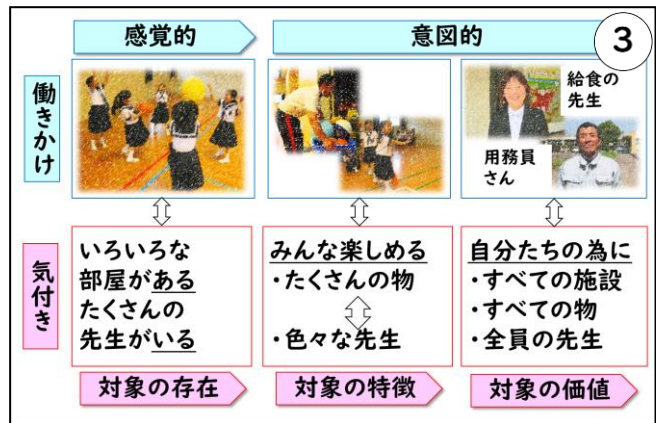 感覚的
意図的
③
働きかけ
給食の
先生
用務員
さん
気付き
いろいろな
部屋がある
たくさんの
先生がいる
みんな楽しめる
・たくさんの物
・色々な先生
自分たちの為に
・すべての施設
・すべての物
・全員の先生
対象の存在
対象の特徴
対象の価値